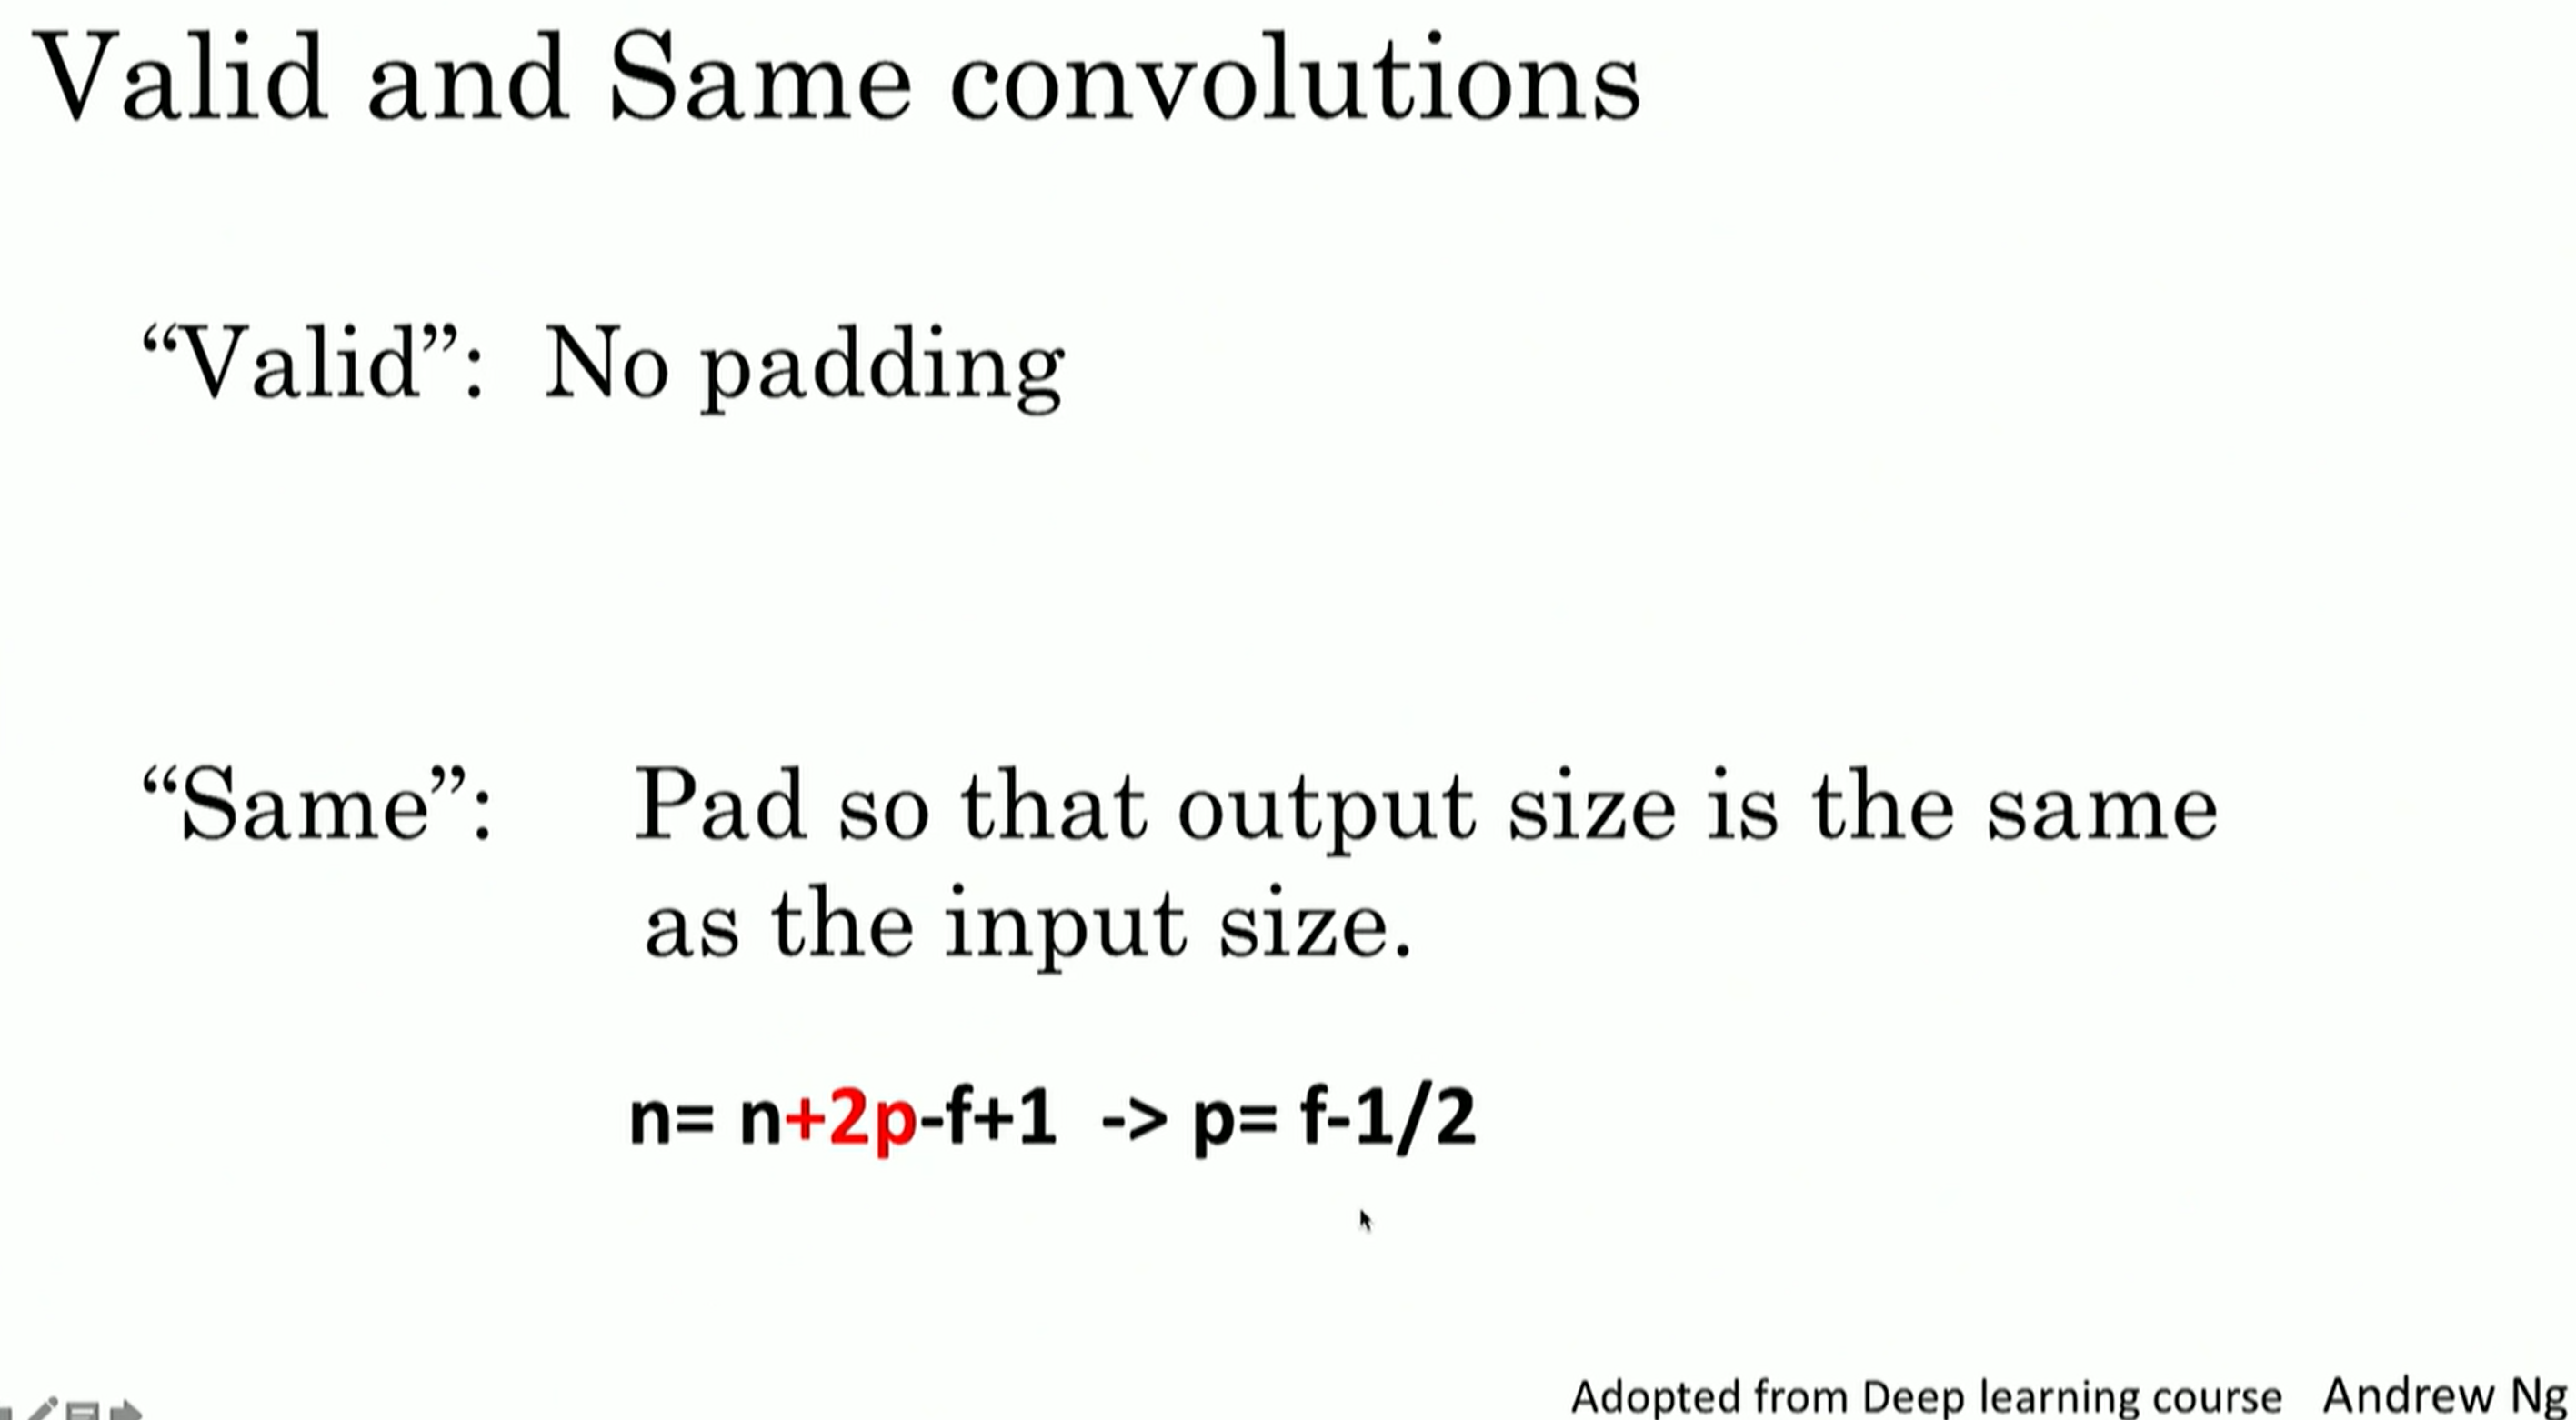 Valid and Same convolutions
“Valid”: No padding
“Same”: Pad so that output size is the same
as the input size.
n= n+2p-f+1 -> p= f-1/2
Adopted from Deep learning course Andrew Ng